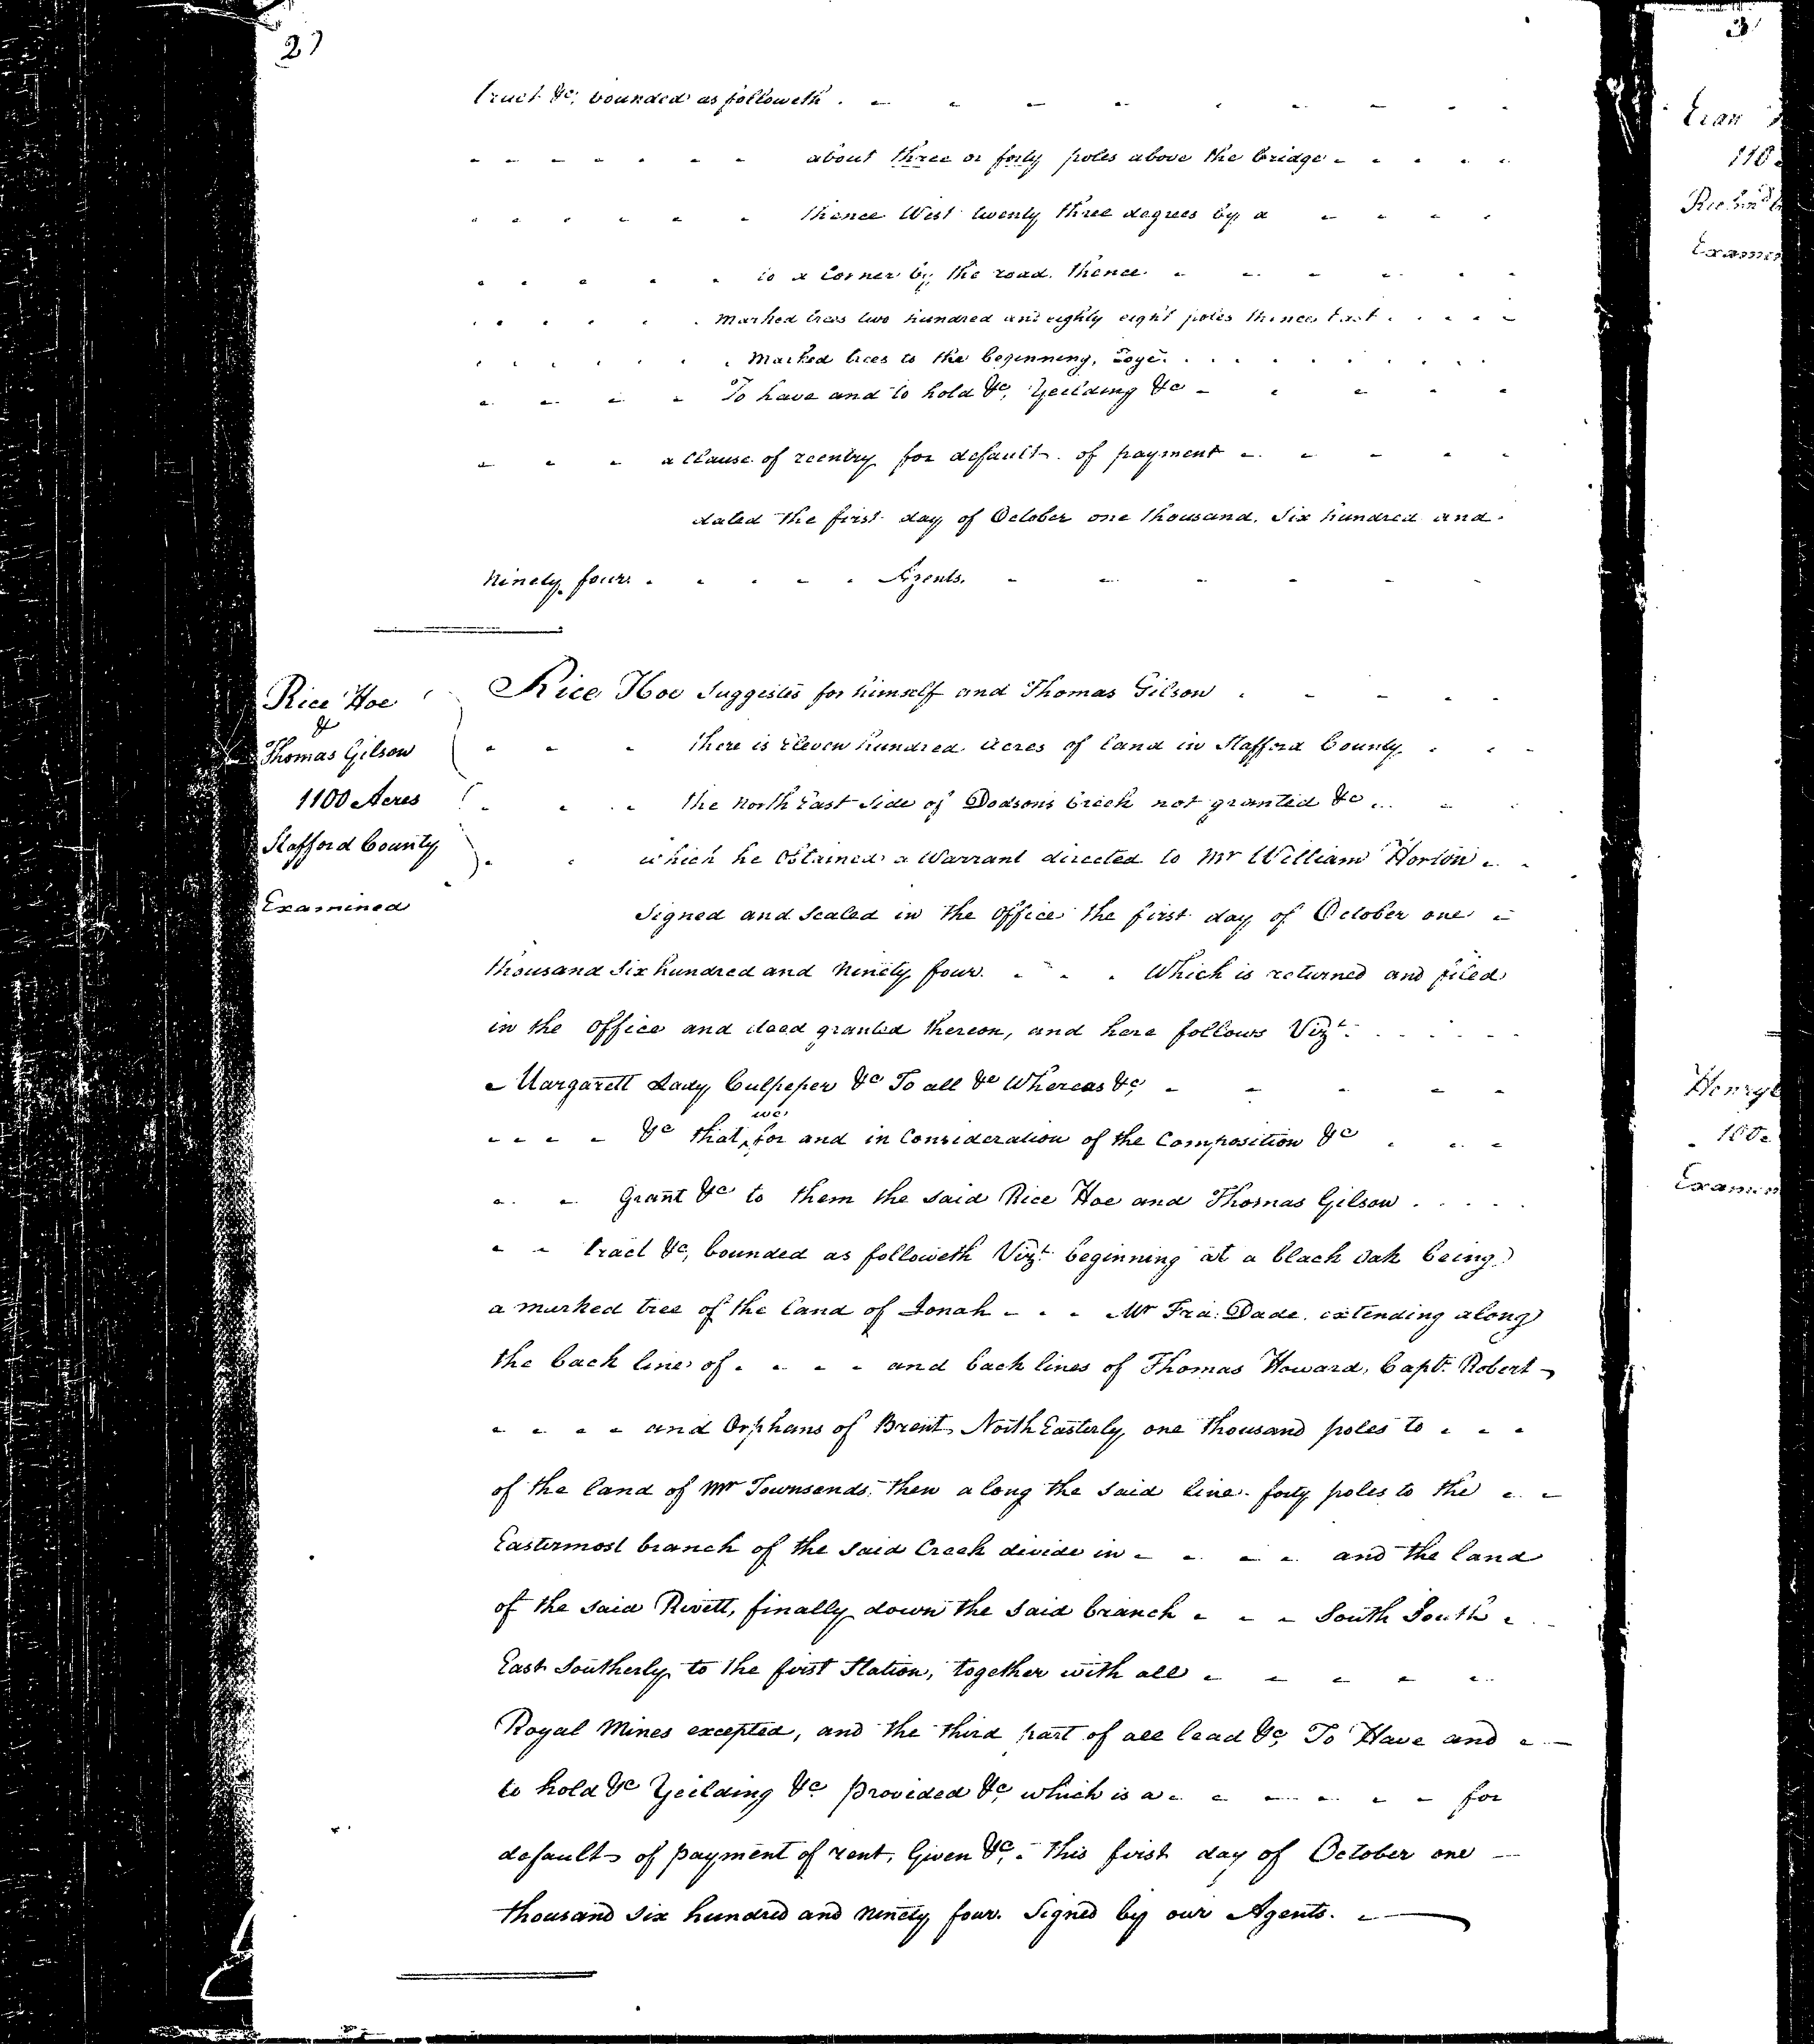 2)
tract &c, bounded as followeth . - - - - - - - - -
- - - - - - - about three or forty poles above the bridge - - - - -
- - - - - - thence West twenty three degrees by a - - - -
- - - - - to a Corner by the road. thence. - - - - - -
. . . . . . marked trees two hundred and eighty eight poles thence East . . . . -
. . . . . . . Marked trees to the beginning, Toge. . . . . . . . . .
- - - - To have and to hold &c, Yeilding &c - - - - -
- - - a Clause of reentry for default of payment - - - - -
dated the first day of October one thousand. Six hundred and
Ninety four . - - - - Agents. - - - - - -
Rice Hoe
&
Thomas Gilson
1100 Acres
Stafford County
Examined
Rice Hoe Suggestes for himself and Thomas Gilson . - - - -
- - - there is Eleven hundred Acres of land in Stafford County . . -
- - - - the North East Side of Dodsons Creek not granted &c . . - .
- - which he Obtained a Warrant directed to Mr William Horton - -
Signed and Sealed in the Office the first day of October one -
thousand Six hundred and Ninety four. - - - Which is returned and filed
in the Office and deed granted thereon, and here follows Vizt. . . . . . .
- Margarett Lady Culpeper &c To all &c Whereas &c, - - - - -
- - - - &c that ^we for and in Consideration of the Composition &c . . -
- - Grant &c to them the said Rice Hoe and Thomas Gilson . . . . .
- - tract &c, bounded as followeth Vizt. beginning at a black Oak being
a marked tree of the land of Jonah - - - Mr Fra: Dade. extending along
the back line of - - - - and back lines of Thomas Howard, Capt. Robert -
- - - - and Orphans of Brent North Easterly one thousand poles to - - -
of the land of Mr Townsends, then along the said line forty poles to the - -
Eastermost branch of the said Creek divide in - - - - and the land
of the said Rivett, finally down the said branch - - - South South -
East Southerly to the first Station, together with all - - - - -
Royal Mines excepted, and the third part of all lead &c, To Have and - -
to hold &c Yeilding &c Provided &c, which is a - - - - - - for
default of payment of rent, Given &c, - this first day of October one -
thousand Six hundred and Ninety four. Signed by our Agents. -
3
110
Examin
Henry
100
Examin